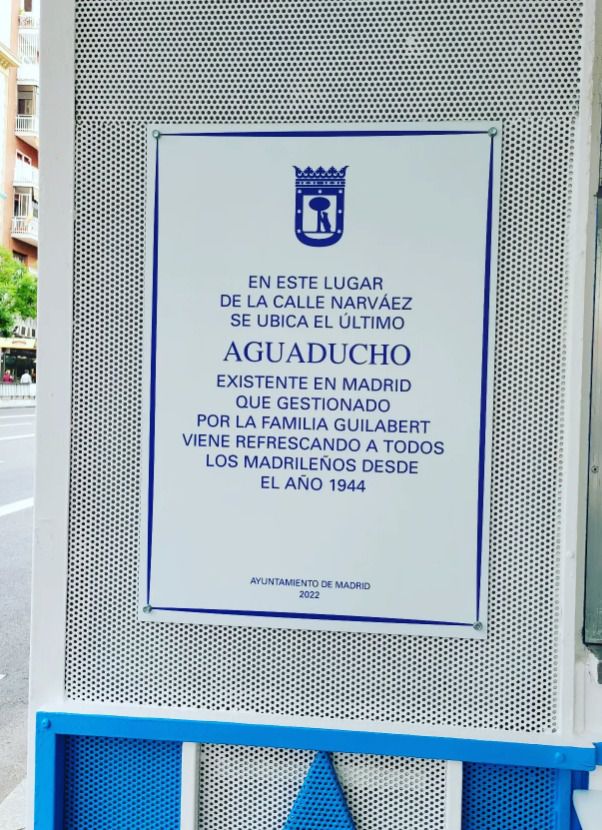 EN ESTE LUGAR
DE LA CALLE NARVÁEZ
SE UBICA EL ÚLTIMO
AGUADUCHO
EXISTENTE EN MADRID
QUE GESTIONADO
POR LA FAMILIA GUILABERT
VIENE REFRESCANDO A TODOS
LOS MADRILEÑOS DESDE
EL AÑO 1944
AYUNTAMIENTO DE MADRID
2022